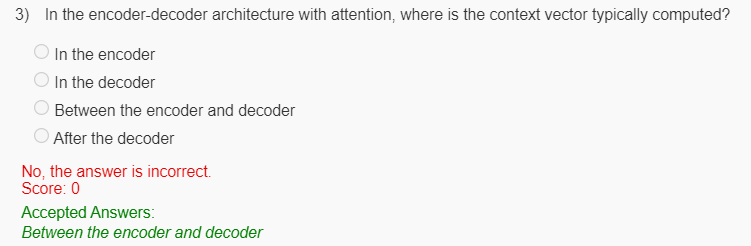 3) In the encoder-decoder architecture with attention, where is the context vector typically computed?
In the encoder
In the decoder
Between the encoder and decoder
After the decoder
No, the answer is incorrect.
Score: 0
Accepted Answers:
Between the encoder and decoder